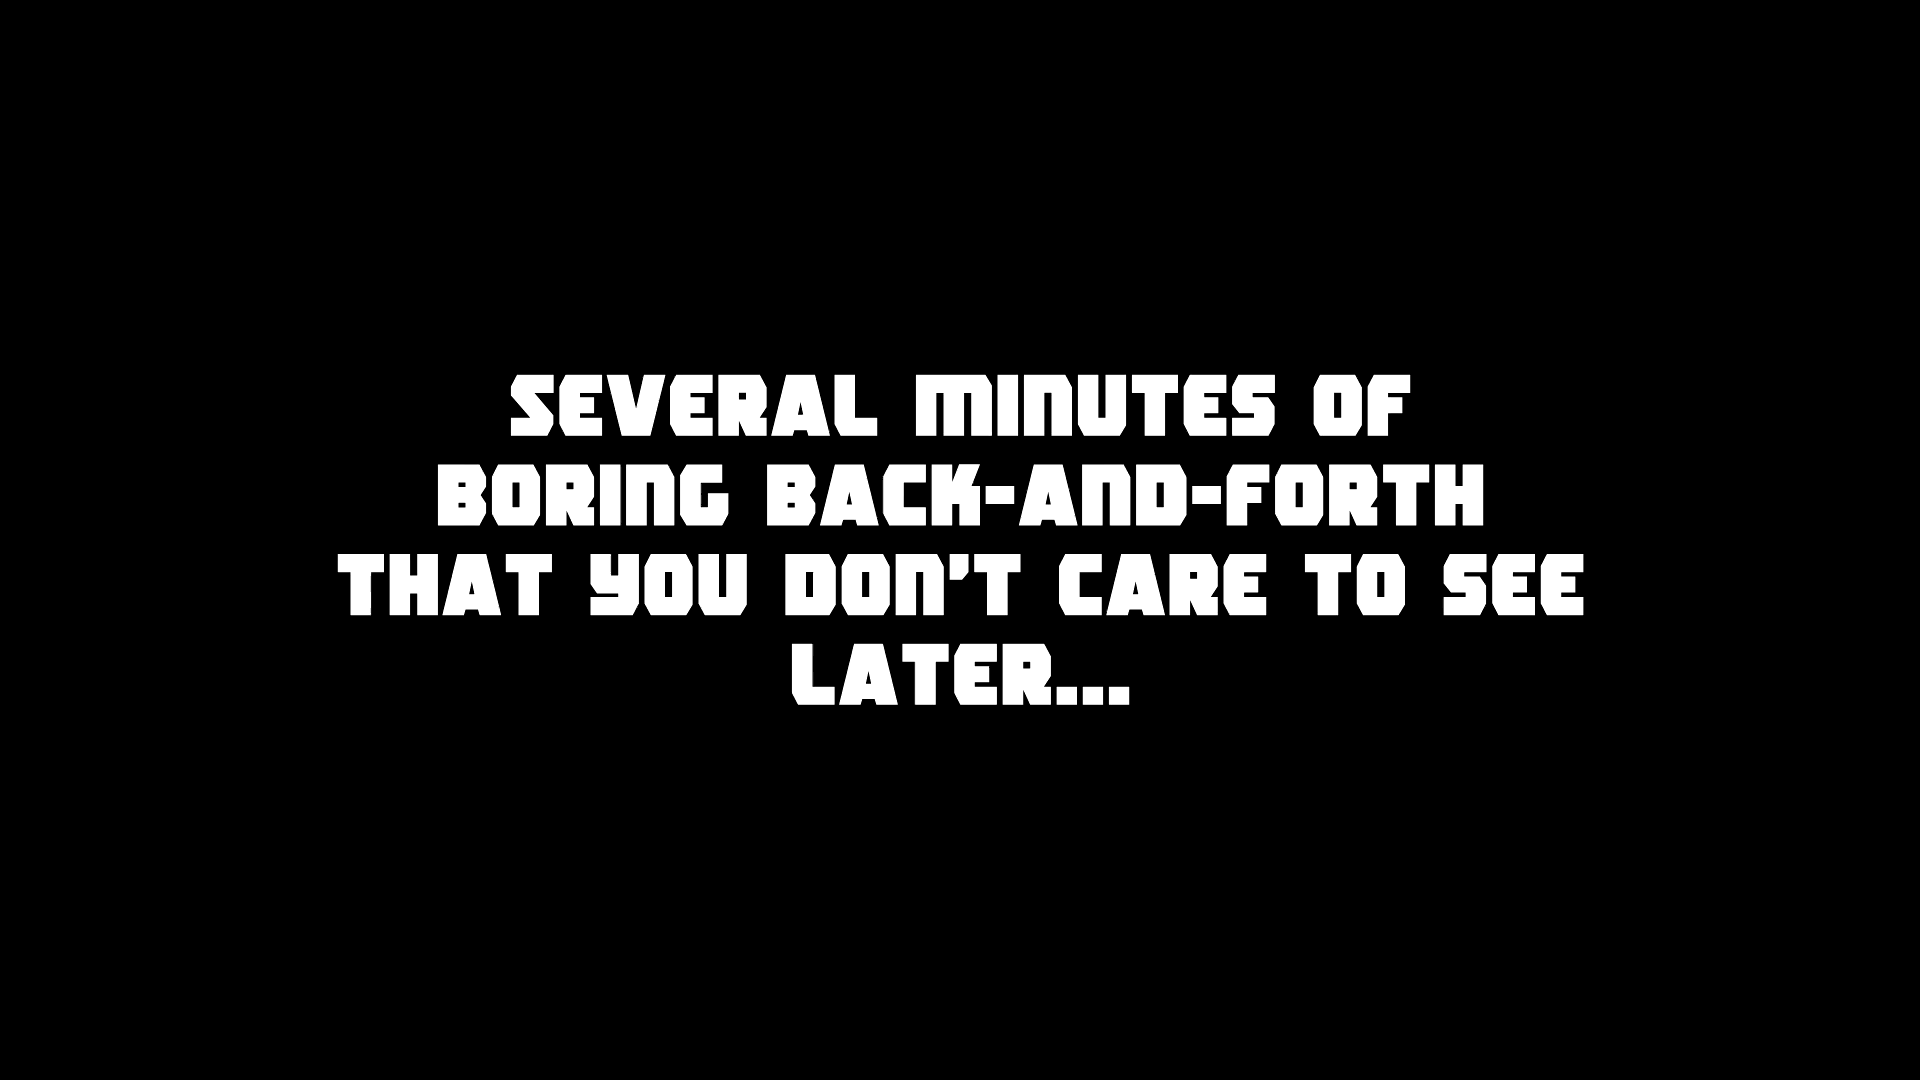 SEVERAL MINUTES OF
BORING BACK-AND-FORTH
THAT YOU DON'T CARE TO SEE
LATER...